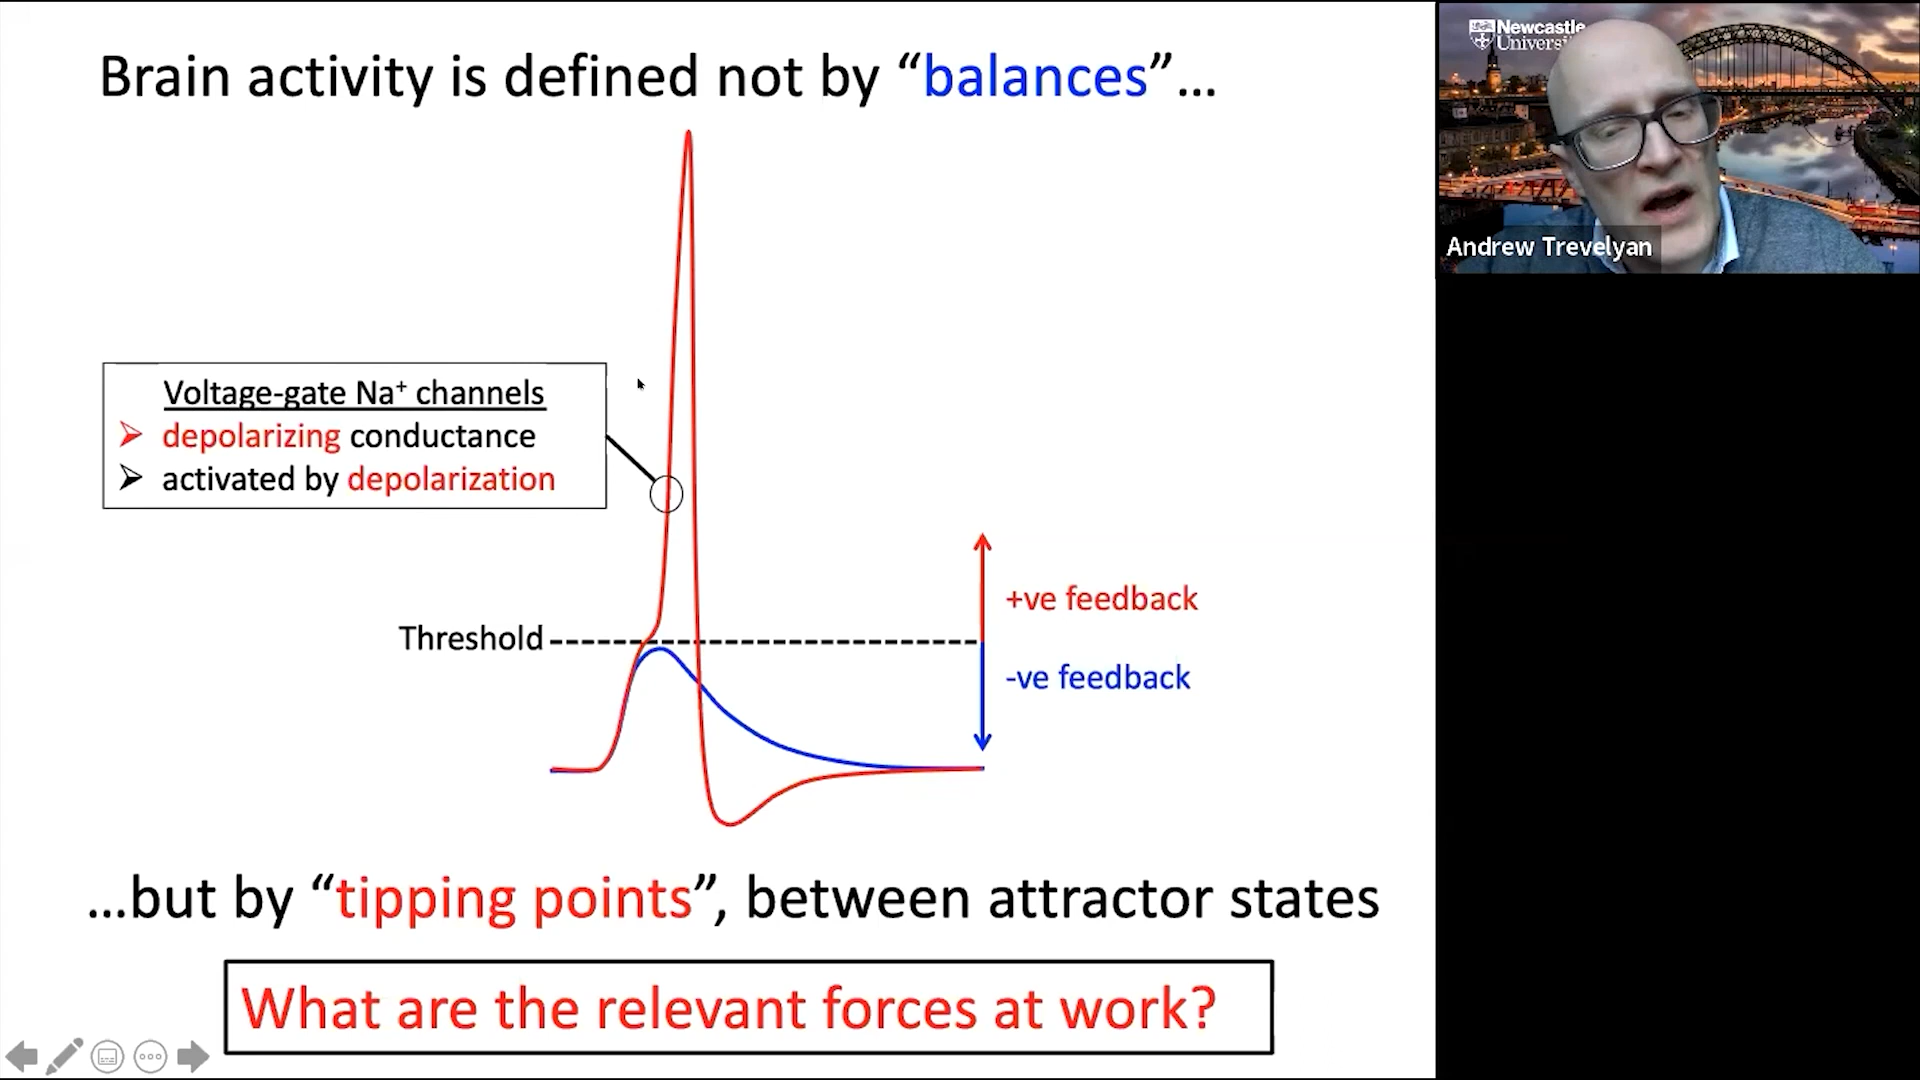 Brain activity is defined not by “balances”...
Voltage-gate Na⁺ channels
depolarizing conductance
activated by depolarization
+ve feedback
Threshold
-ve feedback
...but by “tipping points”, between attractor states
What are the relevant forces at work?
Newcastle
Andrew Trevelyan